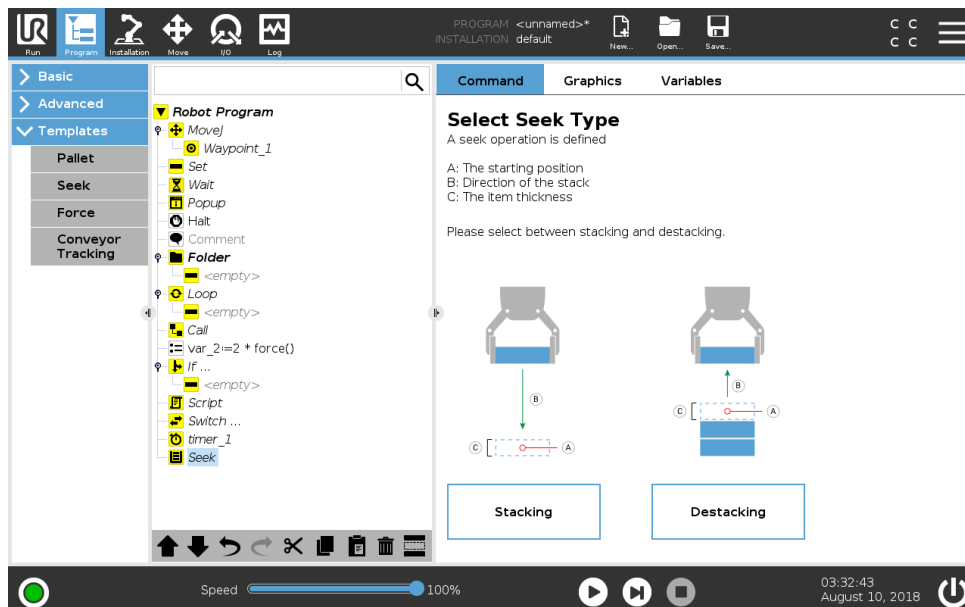 UR
PROGRAM <unnamed>*
INSTALLATION default
Run
Program
Installation
Move
I/O
Log
New...
Open...
Save...
C C
C C
Basic
Advanced
Templates
Pallet
Seek
Force
Conveyor
Tracking
Robot Program
MoveJ
Waypoint_1
Set
Wait
Popup
Halt
Comment
Folder
<empty>
Loop
<empty>
Call
var_2:=2 * force()
If ...
<empty>
Script
Switch ...
timer_1
Seek
Command
Graphics
Variables
Select Seek Type
A seek operation is defined
A: The starting position
B: Direction of the stack
C: The item thickness
Please select between stacking and destacking.
B
C
A
B
C
A
Stacking
Destacking
Speed
100%
03:32:43
August 10, 2018